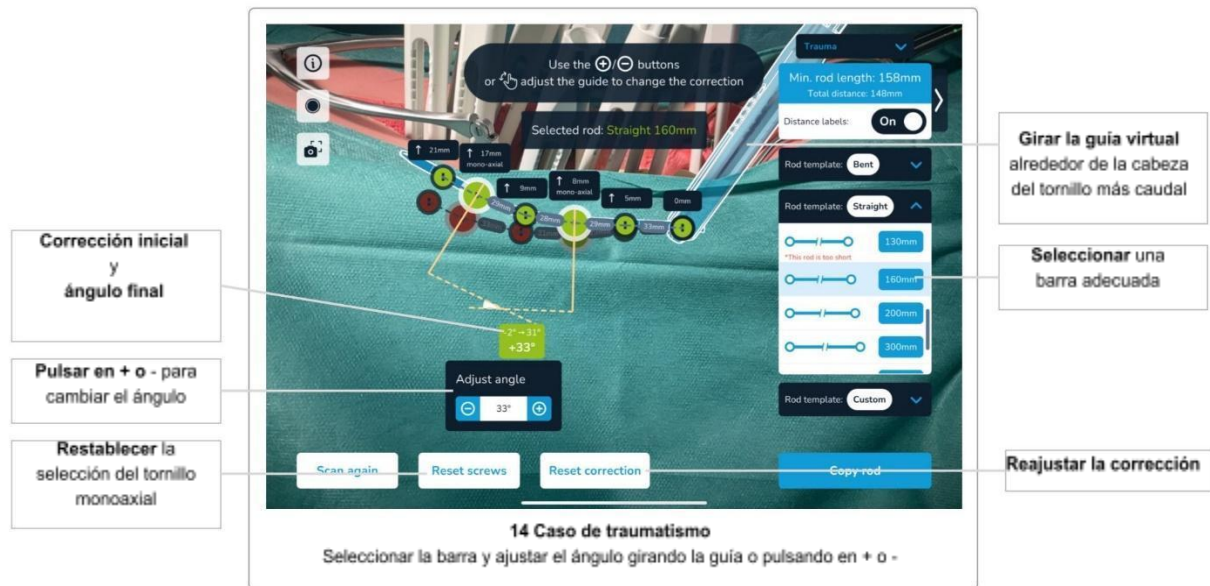 Use the ⊕/⊖ buttons
or adjust the guide to change the correction
Selected rod: Straight 160mm
Trauma
Min. rod length: 158mm
Total distance: 148mm
Distance labels: On
Rod template: Bent
Rod template: Straight
130mm
*This rod is too short
160mm
200mm
300mm
Rod template: Custom
↑ 21mm
↑ 17mm
mono-axial
↑ 9mm
↑ 8mm
mono-axial
↑ 5mm
0mm
29mm
28mm
29mm
33mm
-2° → 31°
+33°
Adjust angle
33°
Scan again
Reset screws
Reset correction
Copy rod
Corrección inicial
y
ángulo final
Pulsar en + o - para
cambiar el ángulo
Restablecer la
selección del tornillo
monoaxial
Girar la guía virtual
alrededor de la cabeza
del tornillo más caudal
Seleccionar una
barra adecuada
Reajustar la corrección
14 Caso de traumatismo
Seleccionar la barra y ajustar el ángulo girando la guía o pulsando en + o -